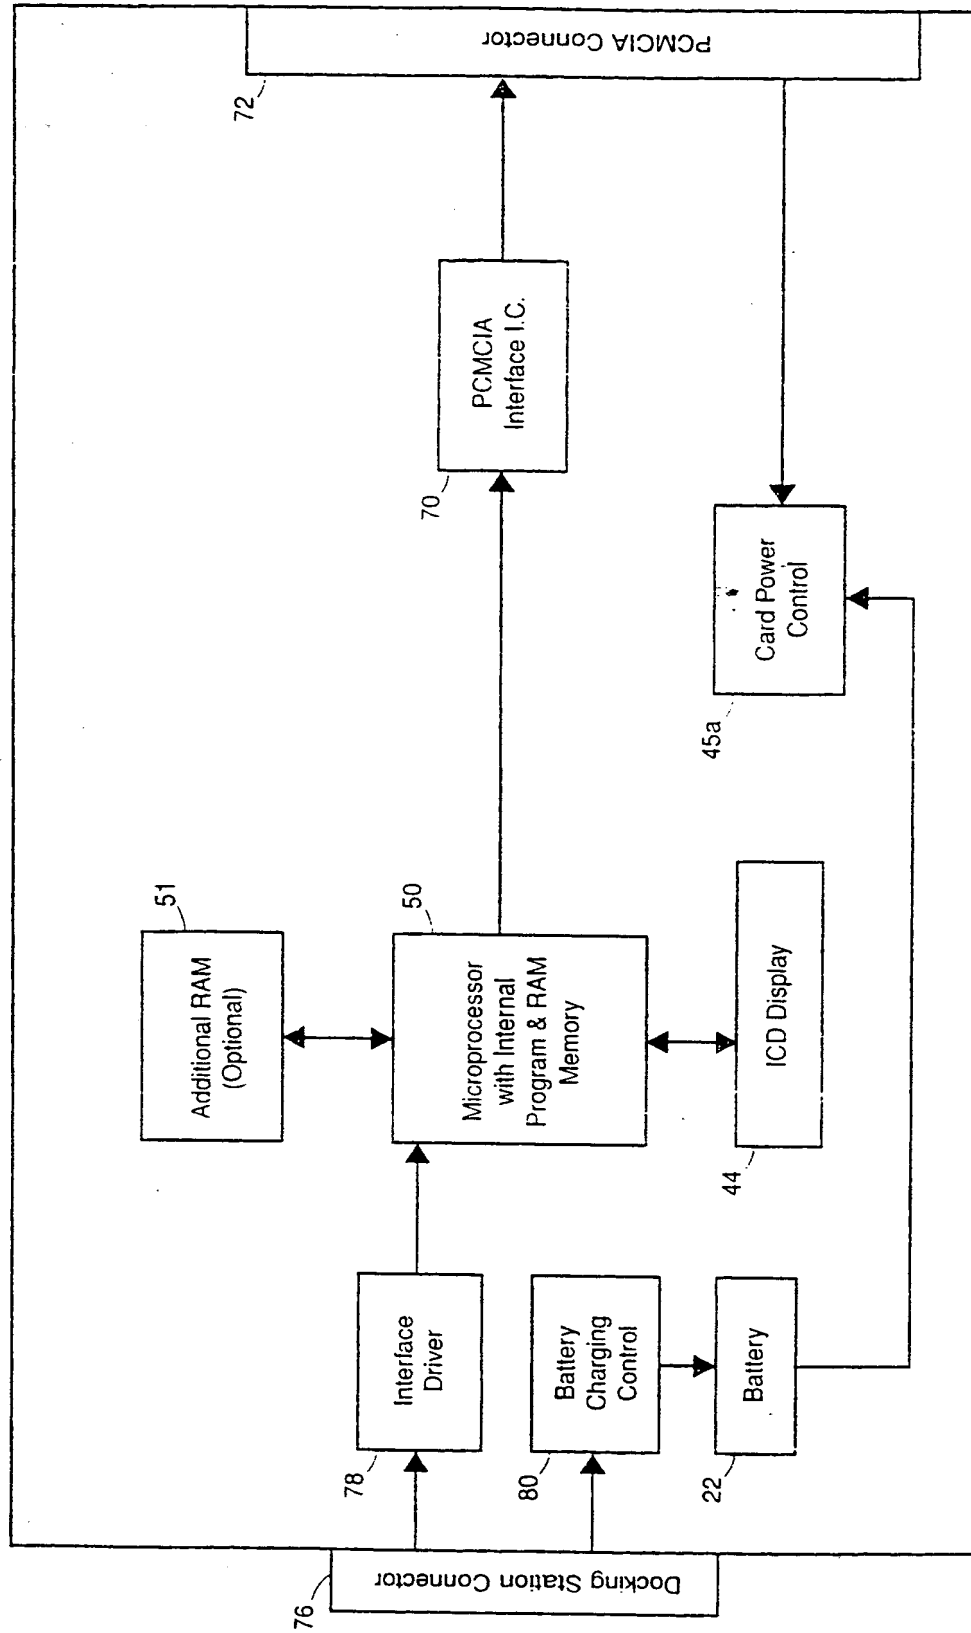 76
Docking Station Connector
78
Interface
Driver
80
Battery
Charging
Control
22
Battery
51
Additional RAM
(Optional)
50
Microprocessor
with Internal
Program & RAM
Memory
44
ICD Display
70
PCMCIA
Interface I.C.
45a
Card Power
Control
72
PCMCIA Connector